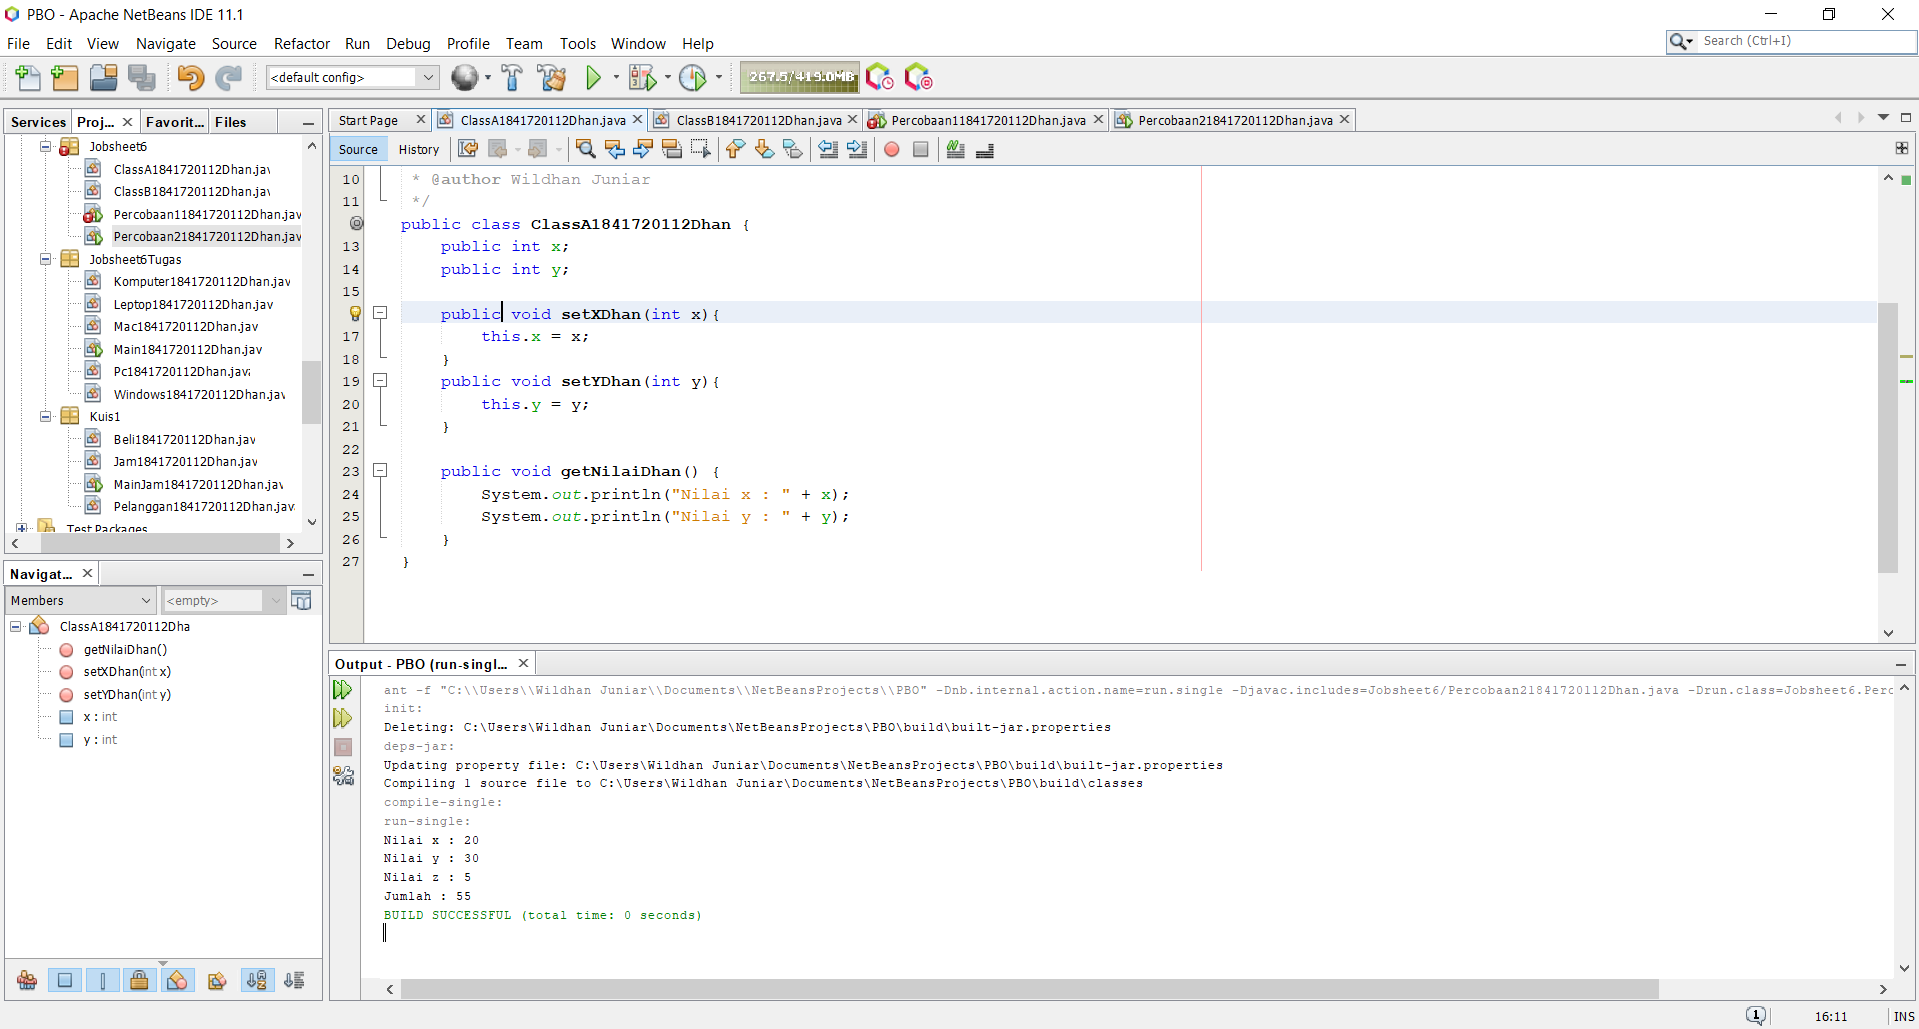 PBO - Apache NetBeans IDE 11.1
File Edit View Navigate Source Refactor Run Debug Profile Team Tools Window Help
Search (Ctrl+I)
<default config>
267.5/419.0MB
Services Proj... Favorit... Files
Jobsheet6
ClassA1841720112Dhan.jav
ClassB1841720112Dhan.jav
Percobaan11841720112Dhan.jav
Percobaan21841720112Dhan.jav
Jobsheet6Tugas
Komputer1841720112Dhan.jav
Leptop1841720112Dhan.jav
Mac1841720112Dhan.jav
Main1841720112Dhan.jav
Pc1841720112Dhan.java
Windows1841720112Dhan.jav
Kuis1
Beli1841720112Dhan.jav
Jam1841720112Dhan.jav
MainJam1841720112Dhan.jav
Pelanggan1841720112Dhan.jav
Test Packages
Navigat...
Members
<empty>
ClassA1841720112Dha
getNilaiDhan()
setXDhan(int x)
setYDhan(int y)
x : int
y : int
Start Page ClassA1841720112Dhan.java ClassB1841720112Dhan.java Percobaan11841720112Dhan.java Percobaan21841720112Dhan.java
Source History
10 * @author Wildhan Juniar
11 */
public class ClassA1841720112Dhan {
13 public int x;
14 public int y;
15
public void setXDhan(int x){
17 this.x = x;
18 }
19 public void setYDhan(int y){
20 this.y = y;
21 }
22
23 public void getNilaiDhan() {
24 System.out.println("Nilai x : " + x);
25 System.out.println("Nilai y : " + y);
26 }
27 }
Output - PBO (run-singl...
ant -f "C:\\Users\\Wildhan Juniar\\Documents\\NetBeansProjects\\PBO" -Dnb.internal.action.name=run.single -Djavac.includes=Jobsheet6/Percobaan21841720112Dhan.java -Drun.class=Jobsheet6.Perc
init:
Deleting: C:\Users\Wildhan Juniar\Documents\NetBeansProjects\PBO\build\built-jar.properties
deps-jar:
Updating property file: C:\Users\Wildhan Juniar\Documents\NetBeansProjects\PBO\build\built-jar.properties
Compiling 1 source file to C:\Users\Wildhan Juniar\Documents\NetBeansProjects\PBO\build\classes
compile-single:
run-single:
Nilai x : 20
Nilai y : 30
Nilai z : 5
Jumlah : 55
BUILD SUCCESSFUL (total time: 0 seconds)
1
16:11 INS